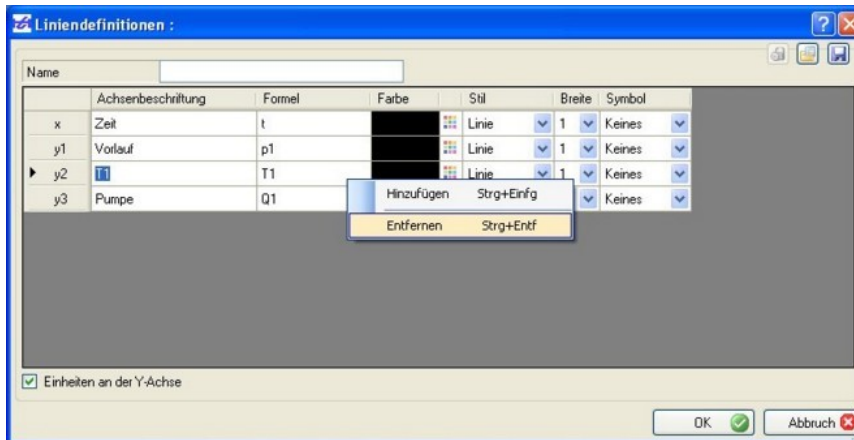 Liniendefinitionen :
Name
Achsenbeschriftung Formel Farbe Stil Breite Symbol
x Zeit t Linie 1 Keines
y1 Vorlauf p1 Linie 1 Keines
y2 T1 T1 Linie 1 Keines
Hinzufügen Strg+Einfg
y3 Pumpe Q1 Keines
Entfernen Strg+Entf
Einheiten an der Y-Achse
OK Abbruch